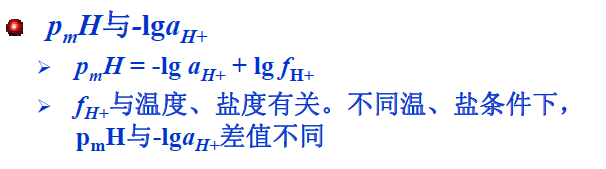 pmH与-lgaH+
pmH = -lg aH+ + lg fH+
fH+与温度、盐度有关。不同温、盐条件下，
pmH与-lgaH+差值不同